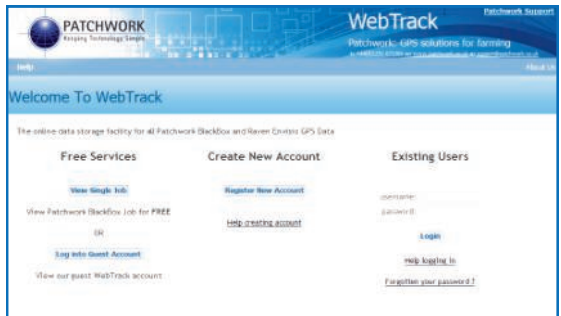 PATCHWORK
Keeping Technology Simple
WebTrack
Patchwork Support
Patchwork: GPS solutions for farming
Help
About Us
Welcome To WebTrack
The online data storage facility for all Patchwork BlackBox and Raven Envizio GPS Data
Free Services
View Single Job
View Patchwork BlackBox Job for FREE
OR
Log into Guest Account
View our guest WebTrack account
Create New Account
Register New Account
Help creating account
Existing Users
username:
password:
Login
Help logging in
Forgotten your password ?